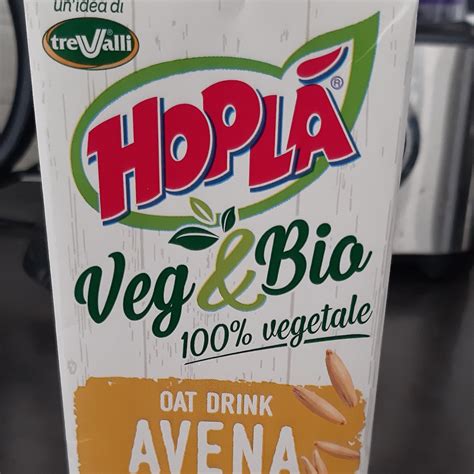 un'idea di
treValli
HOPLÀ®
Veg&Bio
100% vegetale
OAT DRINK
AVENA